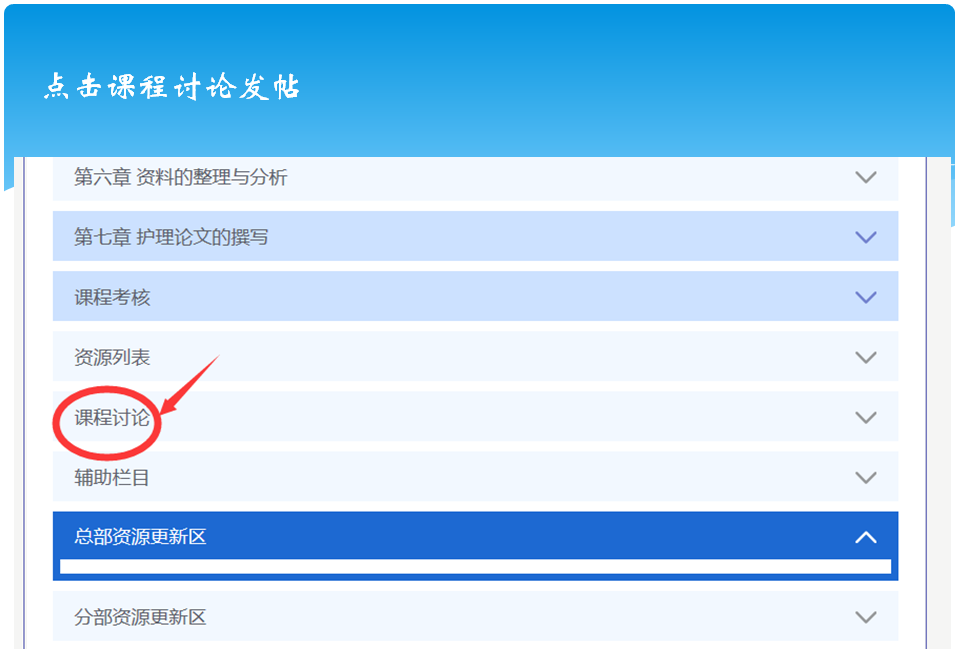 点击课程讨论发帖
第六章 资料的整理与分析
第七章 护理论文的撰写
课程考核
资源列表
课程讨论
辅助栏目
总部资源更新区
分部资源更新区